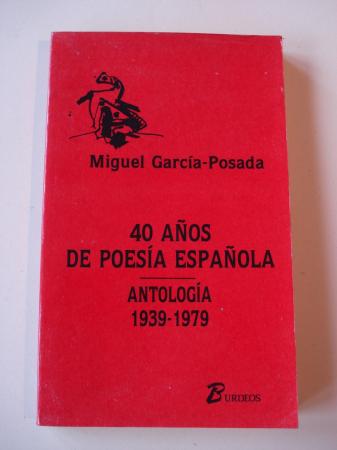 Miguel García-Posada
40 AÑOS
DE POESÍA ESPAÑOLA
ANTOLOGÍA
1939-1979
BURDEOS